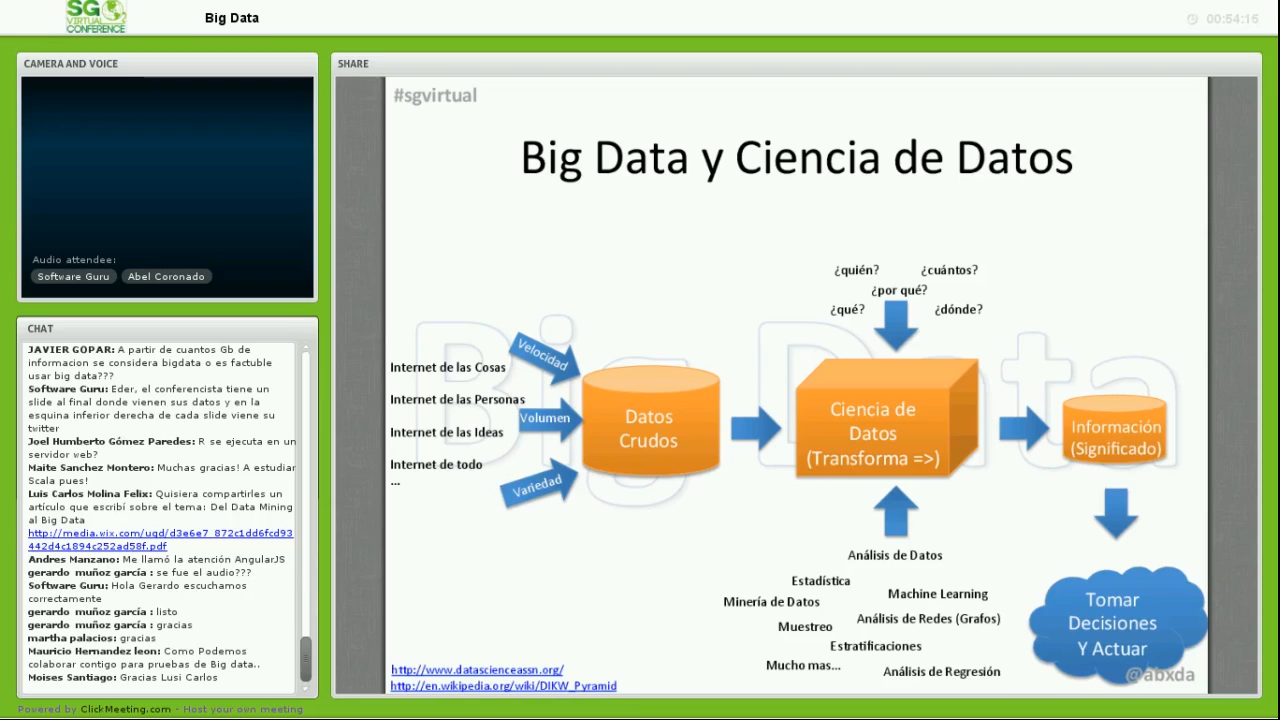 SG
VIRTUAL
CONFERENCE
Big Data
00:54:16
CAMERA AND VOICE
Audio attendee:
Software Guru
Abel Coronado
CHAT
JAVIER GOPAR: A partir de cuantos Gb de
informacion se considera bigdata o es factuble
usar big data???
Software Guru: Eder, el conferencista tiene un
slide al final donde vienen sus datos y en la
esquina inferior derecha de cada slide viene su
twitter
Joel Humberto Gómez Paredes: R se ejecuta en un
servidor web?
Maite Sanchez Montero: Muchas gracias! A estudiar
Scala pues!
Luis Carlos Molina Felix: Quisiera compartirles un
artículo que escribí sobre el tema: Del Data Mining
al Big Data
http://media.wix.com/ugd/d3e6e7_872c1dd6fcd93
442d4c1894c252ad58f.pdf
Andres Manzano: Me llamó la atención AngularJS
gerardo muñoz garcía : se fue el audio???
Software Guru: Hola Gerardo escuchamos
correctamente
gerardo muñoz garcía : listo
gerardo muñoz garcía : gracias
martha palacios: gracias
Mauricio Hernandez leon: Como Podemos
colaborar contigo para pruebas de Big data..
Moises Santiago: Gracias Lusi Carlos
SHARE
#sgvirtual
Big Data y Ciencia de Datos
Big Data
¿quién?
¿cuántos?
¿por qué?
¿qué?
¿dónde?
Internet de las Cosas
Internet de las Personas
Internet de las Ideas
Internet de todo
...
Velocidad
Volumen
Variedad
Datos
Crudos
Ciencia de
Datos
(Transforma =>)
Información
(Significado)
Análisis de Datos
Estadística
Machine Learning
Minería de Datos
Análisis de Redes (Grafos)
Muestreo
Estratificaciones
Mucho mas...
Análisis de Regresión
Tomar
Decisiones
Y Actuar
@abxda
http://www.datascienceassn.org/
http://en.wikipedia.org/wiki/DIKW_Pyramid
Powered by ClickMeeting.com - Host your own meeting